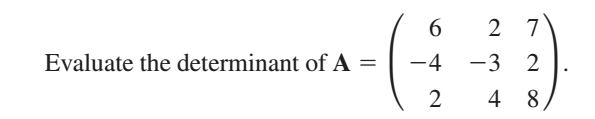 6 2 7
Evaluate the determinant of A = ( −4 −3 2 ).
2 4 8